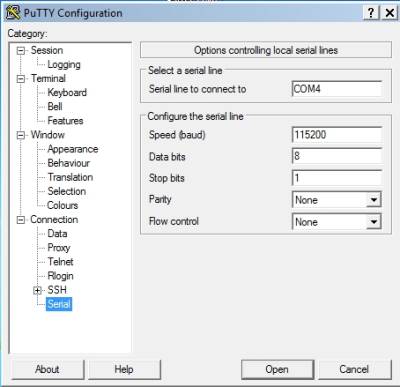 PuTTY Configuration
Category:
Session
Logging
Terminal
Keyboard
Bell
Features
Window
Appearance
Behaviour
Translation
Selection
Colours
Connection
Data
Proxy
Telnet
Rlogin
SSH
Serial
Options controlling local serial lines
Select a serial line
Serial line to connect to COM4
Configure the serial line
Speed (baud) 115200
Data bits 8
Stop bits 1
Parity None
Flow control None
About Help Open Cancel